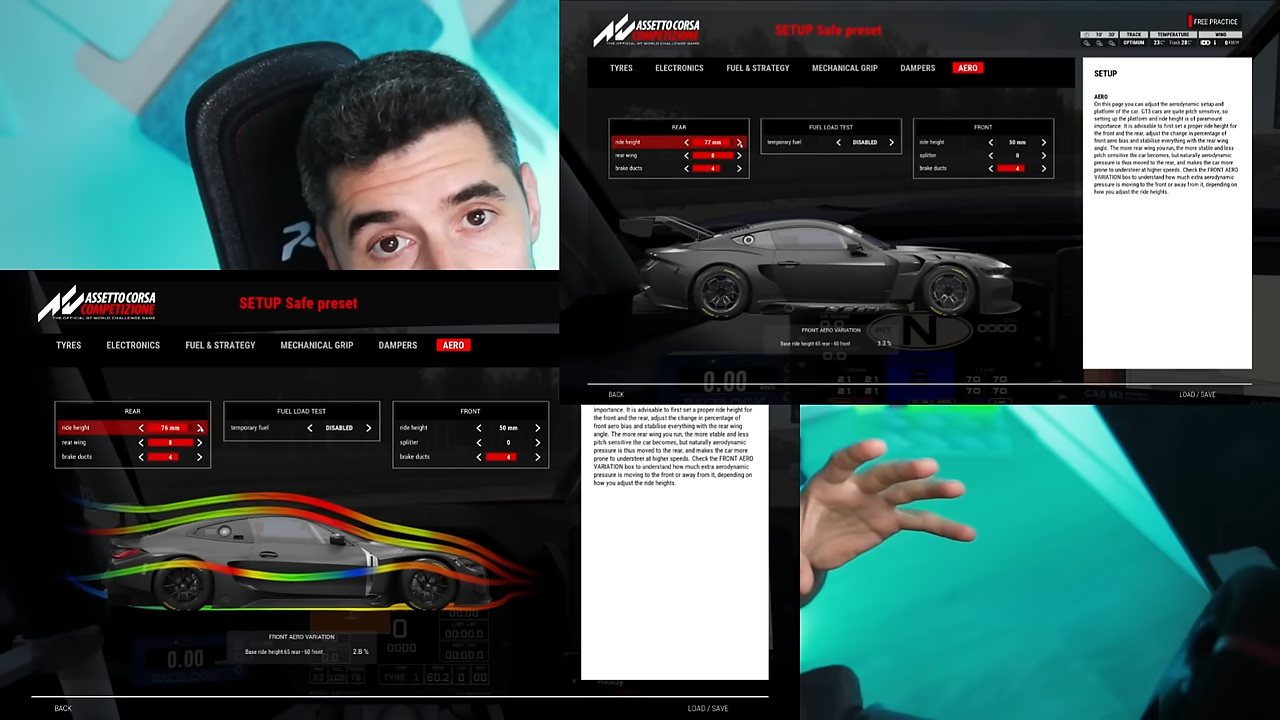 ASSETTO CORSA
COMPETIZIONE
THE OFFICIAL GT WORLD CHALLENGE GAME
SETUP Safe preset
FREE PRACTICE
10' 30' TRACK TEMPERATURE WIND
OPTIMUM 23C° Track 28C° 0 KM/H
TYRES ELECTRONICS FUEL & STRATEGY MECHANICAL GRIP DAMPERS AERO
SETUP
AERO
On this page you can adjust the aerodynamic setup and
platform of the car. GT3 cars are quite pitch sensitive, so
setting up the platform and ride height is of paramount
importance. It is advisable to first set a proper ride height for
the front and the rear, adjust the change in percentage of
front aero bias and stabilise everything with the rear wing
angle. The more rear wing you run, the more stable and less
pitch sensitive the car becomes, but naturally aerodynamic
pressure is thus moved to the rear, and makes the car more
prone to understeer at higher speeds. Check the FRONT AERO
VARIATION box to understand how much extra aerodynamic
pressure is moving to the front or away from it, depending on
how you adjust the ride heights.
REAR
ride height < 77 mm >
rear wing < 8 >
brake ducts < 4 >
FUEL LOAD TEST
temporary fuel < DISABLED >
FRONT
ride height < 50 mm >
splitter < 0 >
brake ducts < 4 >
N
FRONT AERO VARIATION
Base ride height 65 rear - 60 front 3.3 %
0.00
BACK
LOAD / SAVE
ASSETTO CORSA
COMPETIZIONE
THE OFFICIAL GT WORLD CHALLENGE GAME
SETUP Safe preset
TYRES ELECTRONICS FUEL & STRATEGY MECHANICAL GRIP DAMPERS AERO
REAR
ride height < 76 mm >
rear wing < 8 >
brake ducts < 4 >
FUEL LOAD TEST
temporary fuel < DISABLED >
FRONT
ride height < 50 mm >
splitter < 0 >
brake ducts < 4 >
importance. It is advisable to first set a proper ride height for
the front and the rear, adjust the change in percentage of
front aero bias and stabilise everything with the rear wing
angle. The more rear wing you run, the more stable and less
pitch sensitive the car becomes, but naturally aerodynamic
pressure is thus moved to the rear, and makes the car more
prone to understeer at higher speeds. Check the FRONT AERO
VARIATION box to understand how much extra aerodynamic
pressure is moving to the front or away from it, depending on
how you adjust the ride heights.
FRONT AERO VARIATION
Base ride height 65 rear - 60 front 2.8 %
0.00
TYRE 1 60.2 0 0.0
BACK
LOAD / SAVE